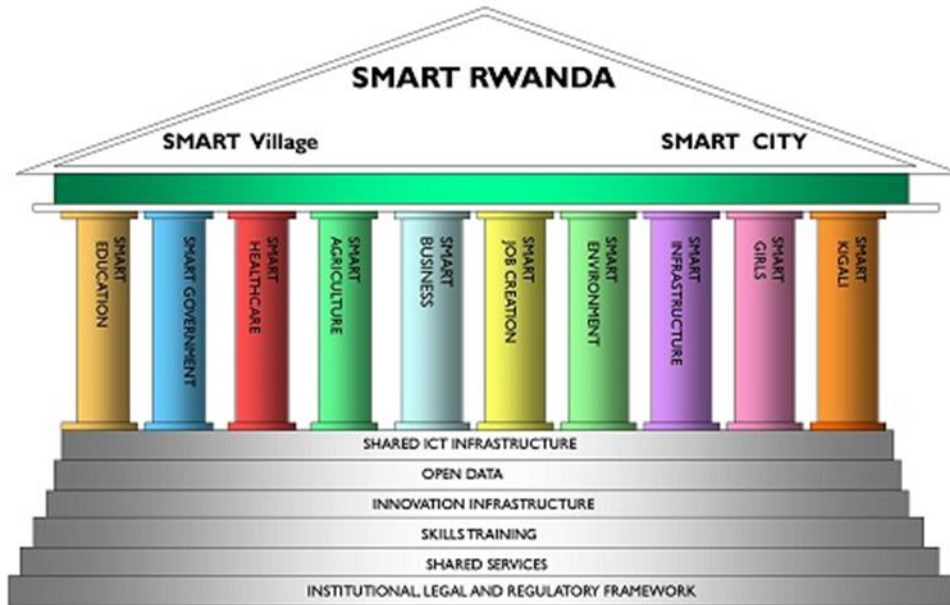 SMART RWANDA
SMART Village
SMART CITY
SMART
EDUCATION
SMART GOVERNMENT
SMART
HEALTHCARE
SMART
AGRICULTURE
SMART
BUSINESS
SMART
JOB CREATION
SMART
ENVIRONMENT
SMART
INFRASTRUCTURE
SMART
GIRLS
SMART
KIGALI
SHARED ICT INFRASTRUCTURE
OPEN DATA
INNOVATION INFRASTRUCTURE
SKILLS TRAINING
SHARED SERVICES
INSTITUTIONAL, LEGAL AND REGULATORY FRAMEWORK